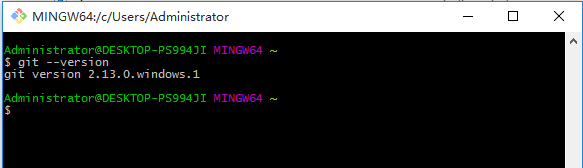 MINGW64:/c/Users/Administrator
Administrator@DESKTOP-PS994JI MINGW64 ~
$ git --version
git version 2.13.0.windows.1
Administrator@DESKTOP-PS994JI MINGW64 ~
$